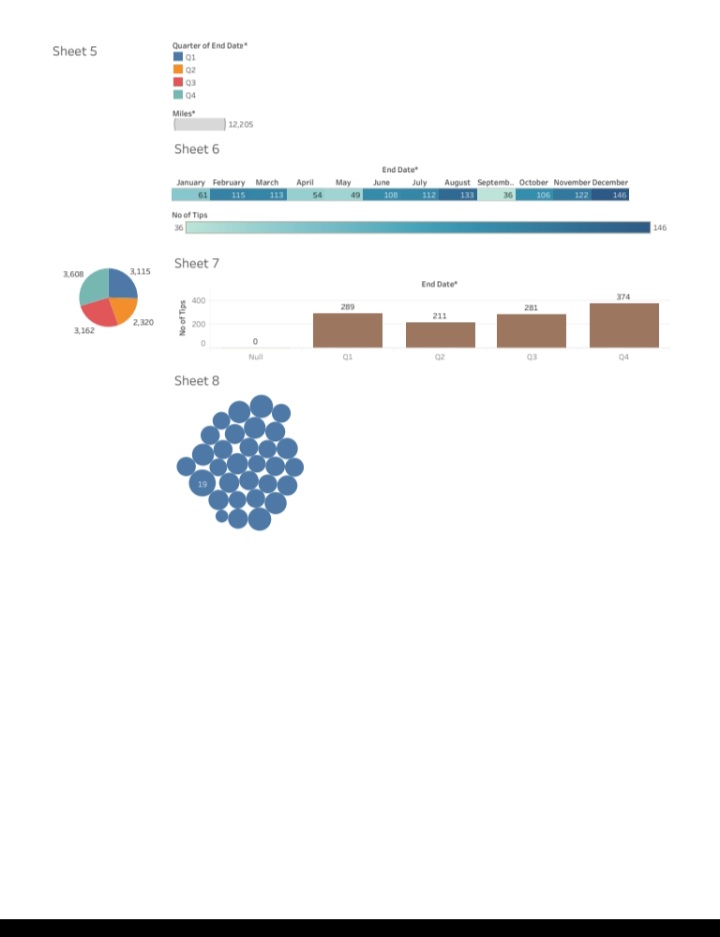 Sheet 5
Quarter of End Date*
Q1
Q2
Q3
Q4
Miles*
12,205
Sheet 6
End Date*
January February March April May June July August Septemb.. October November December
61 115 113 54 49 108 112 133 36 106 122 146
No of Tips
36 146
3,608 3,115
2,320
3,162
Sheet 7
End Date*
No of Tips
400
200
0
0 289 211 281 374
Null Q1 Q2 Q3 Q4
Sheet 8
19